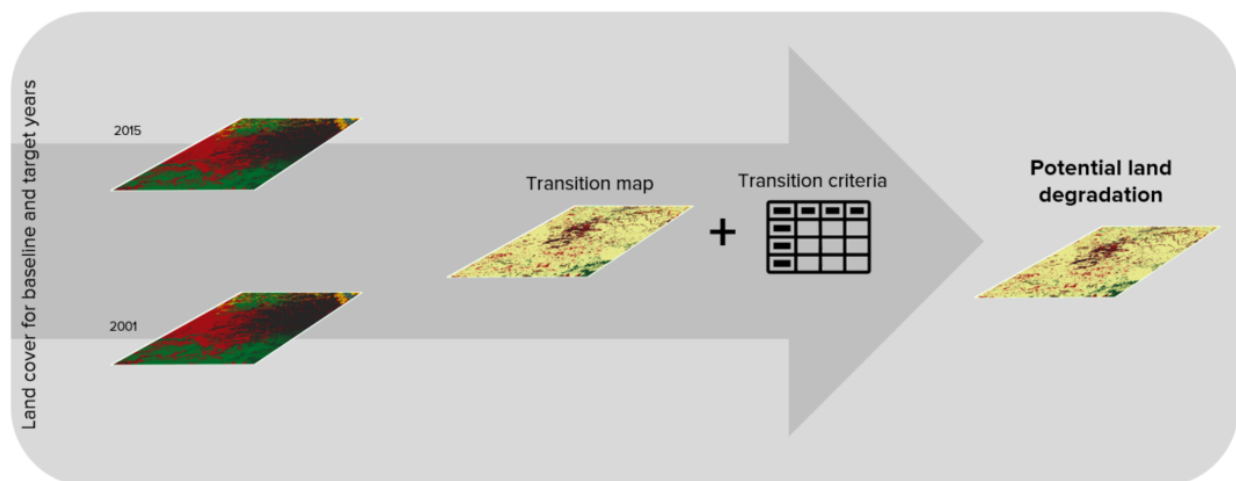 Land cover for baseline and target years
2015
2001
Transition map
+
Transition criteria
Potential land
degradation